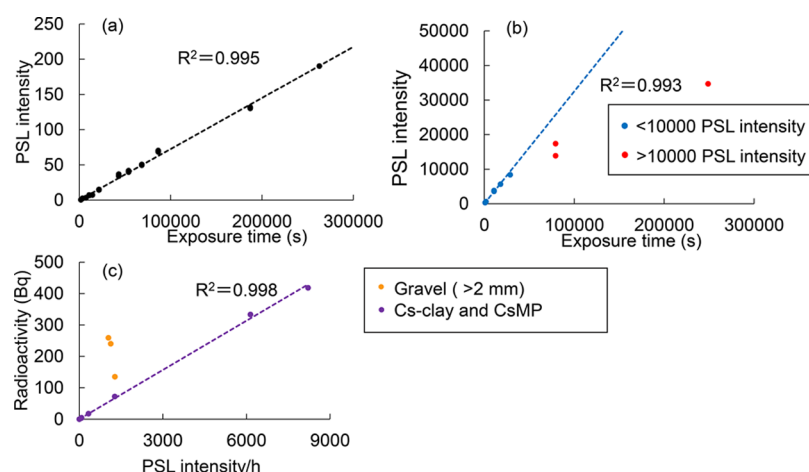 (a)
R²＝0.995
250
200
150
100
50
0
PSL intensity
0 100000 200000 300000
Exposure time (s)
(b)
R²＝0.993
50000
40000
30000
20000
10000
0
PSL intensity
<10000 PSL intensity
>10000 PSL intensity
0 100000 200000 300000
Exposure time (s)
(c)
R²＝0.998
500
400
300
200
100
0
Radioactivity (Bq)
0 3000 6000 9000
PSL intensity/h
Gravel ( >2 mm)
Cs-clay and CsMP